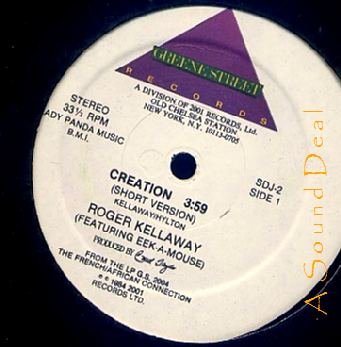 GREENE STREET
RECORDS
A DIVISION OF 2001 RECORDS, Ltd.
OLD CHELSEA STATION
NEW YORK, N.Y. 10113-0705
STEREO
33⅓ RPM
ADY PANDA MUSIC
B.M.I.
SDJ-2
SIDE 1
CREATION 3:59
(SHORT VERSION)
KELLAWAY/HYLTON
ROGER KELLAWAY
(FEATURING EEK-A-MOUSE)
PRODUCED BY
FROM THE LP G.S. 2004
THE FRENCH/AFRICAN CONNECTION
℗ © 1984 2001
RECORDS LTD.
A Sound Deal